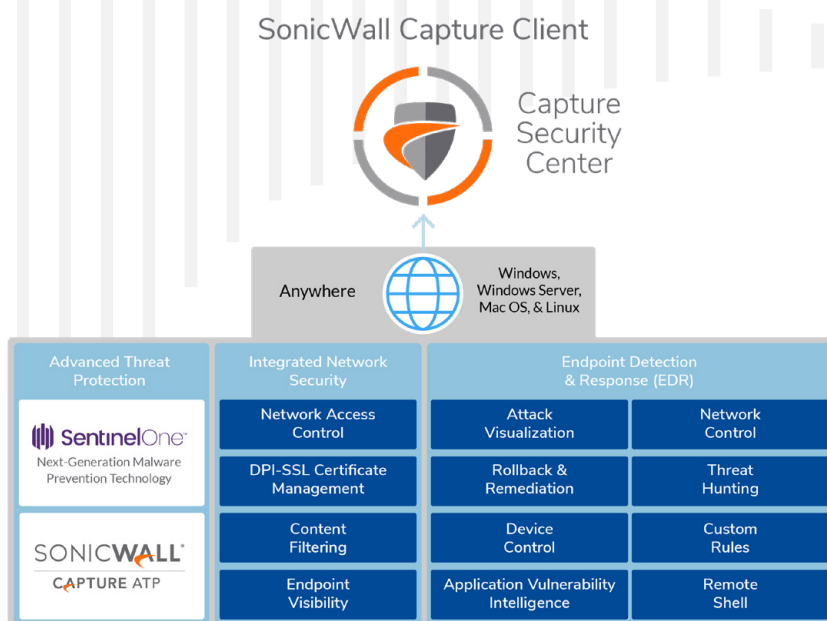 SonicWall Capture Client
Capture
Security
Center
Anywhere
Windows,
Windows Server,
Mac OS, & Linux
Advanced Threat
Protection
SentinelOne™
Next-Generation Malware
Prevention Technology
SONICWALL®
CAPTURE ATP
Integrated Network
Security
Network Access
Control
DPI-SSL Certificate
Management
Content
Filtering
Endpoint
Visibility
Endpoint Detection
& Response (EDR)
Attack
Visualization
Network
Control
Rollback &
Remediation
Threat
Hunting
Device
Control
Custom
Rules
Application Vulnerability
Intelligence
Remote
Shell